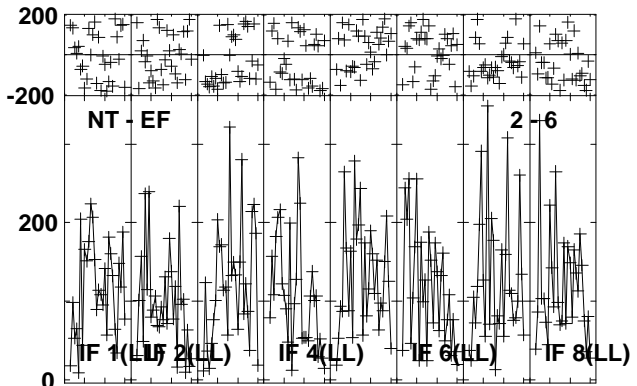 200
-200
NT - EF
2 - 6
200
0
IF 1(LL)
IF 2(LL)
IF 4(LL)
IF 6(LL)
IF 8(LL)